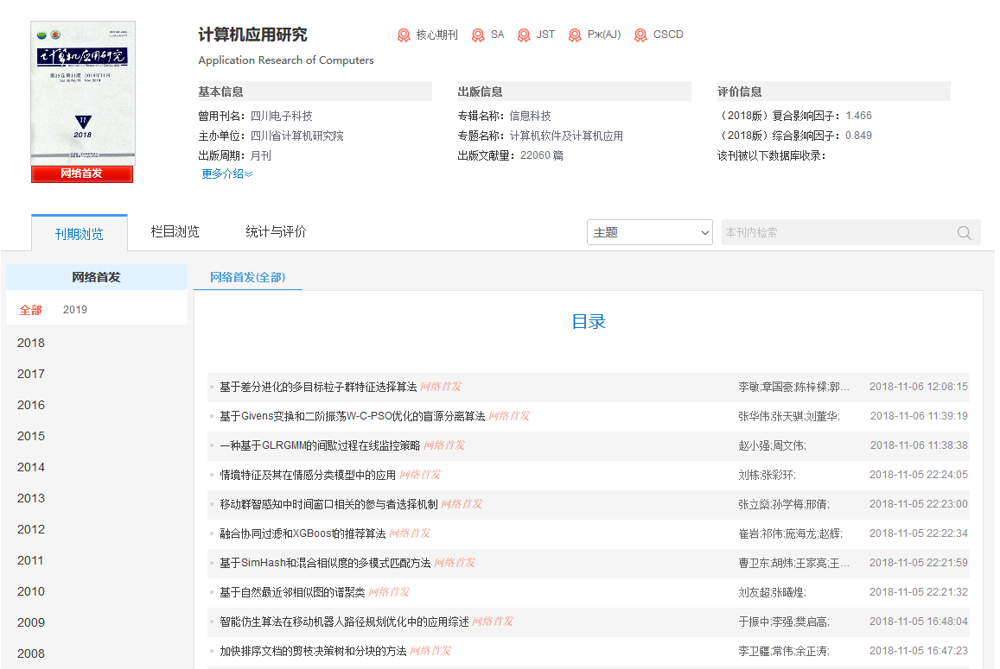 计算机应用研究
核心期刊 SA JST Pж(AJ) CSCD
Application Research of Computers
计算机应用研究
第35卷第11期 2018年11月
11
2018
网络首发
基本信息
曾用刊名：四川电子科技
主办单位：四川省计算机研究院
出版周期：月刊
更多介绍
出版信息
专辑名称：信息科技
专题名称：计算机软件及计算机应用
出版文献量：22060 篇
评价信息
（2018版）复合影响因子：1.466
（2018版）综合影响因子：0.849
该刊被以下数据库收录：
刊期浏览 栏目浏览 统计与评价 主题 本刊内检索
网络首发
全部 2019
2018
2017
2016
2015
2014
2013
2012
2011
2010
2009
2008
网络首发(全部)
目录
基于差分进化的多目标粒子群特征选择算法 网络首发 李敏;章国豪;陈梓樑;郭... 2018-11-06 12:08:15
基于Givens变换和二阶振荡W-C-PSO优化的盲源分离算法 网络首发 张华伟;张天骐;刘董华; 2018-11-06 11:39:19
一种基于GLRGMM的间歇过程在线监控策略 网络首发 赵小强;周文伟; 2018-11-06 11:38:38
情境特征及其在情感分类模型中的应用 网络首发 刘栋;张彩环; 2018-11-05 22:24:05
移动群智感知中时间窗口相关的参与者选择机制 网络首发 张立燊;孙学梅;邢倩; 2018-11-05 22:23:00
融合协同过滤和XGBoost的推荐算法 网络首发 崔岩;祁伟;庞海龙;赵辉; 2018-11-05 22:22:34
基于SimHash和混合相似度的多模式匹配方法 网络首发 曹卫东;胡炜;王家亮;王... 2018-11-05 22:21:59
基于自然最近邻相似图的谱聚类 网络首发 刘友超;张曦煌; 2018-11-05 22:21:32
智能仿生算法在移动机器人路径规划优化中的应用综述 网络首发 于振中;李强;樊启高; 2018-11-05 16:48:04
加快排序文档的剪枝决策树和分块的方法 网络首发 李卫疆;常伟;余正涛; 2018-11-05 16:47:23